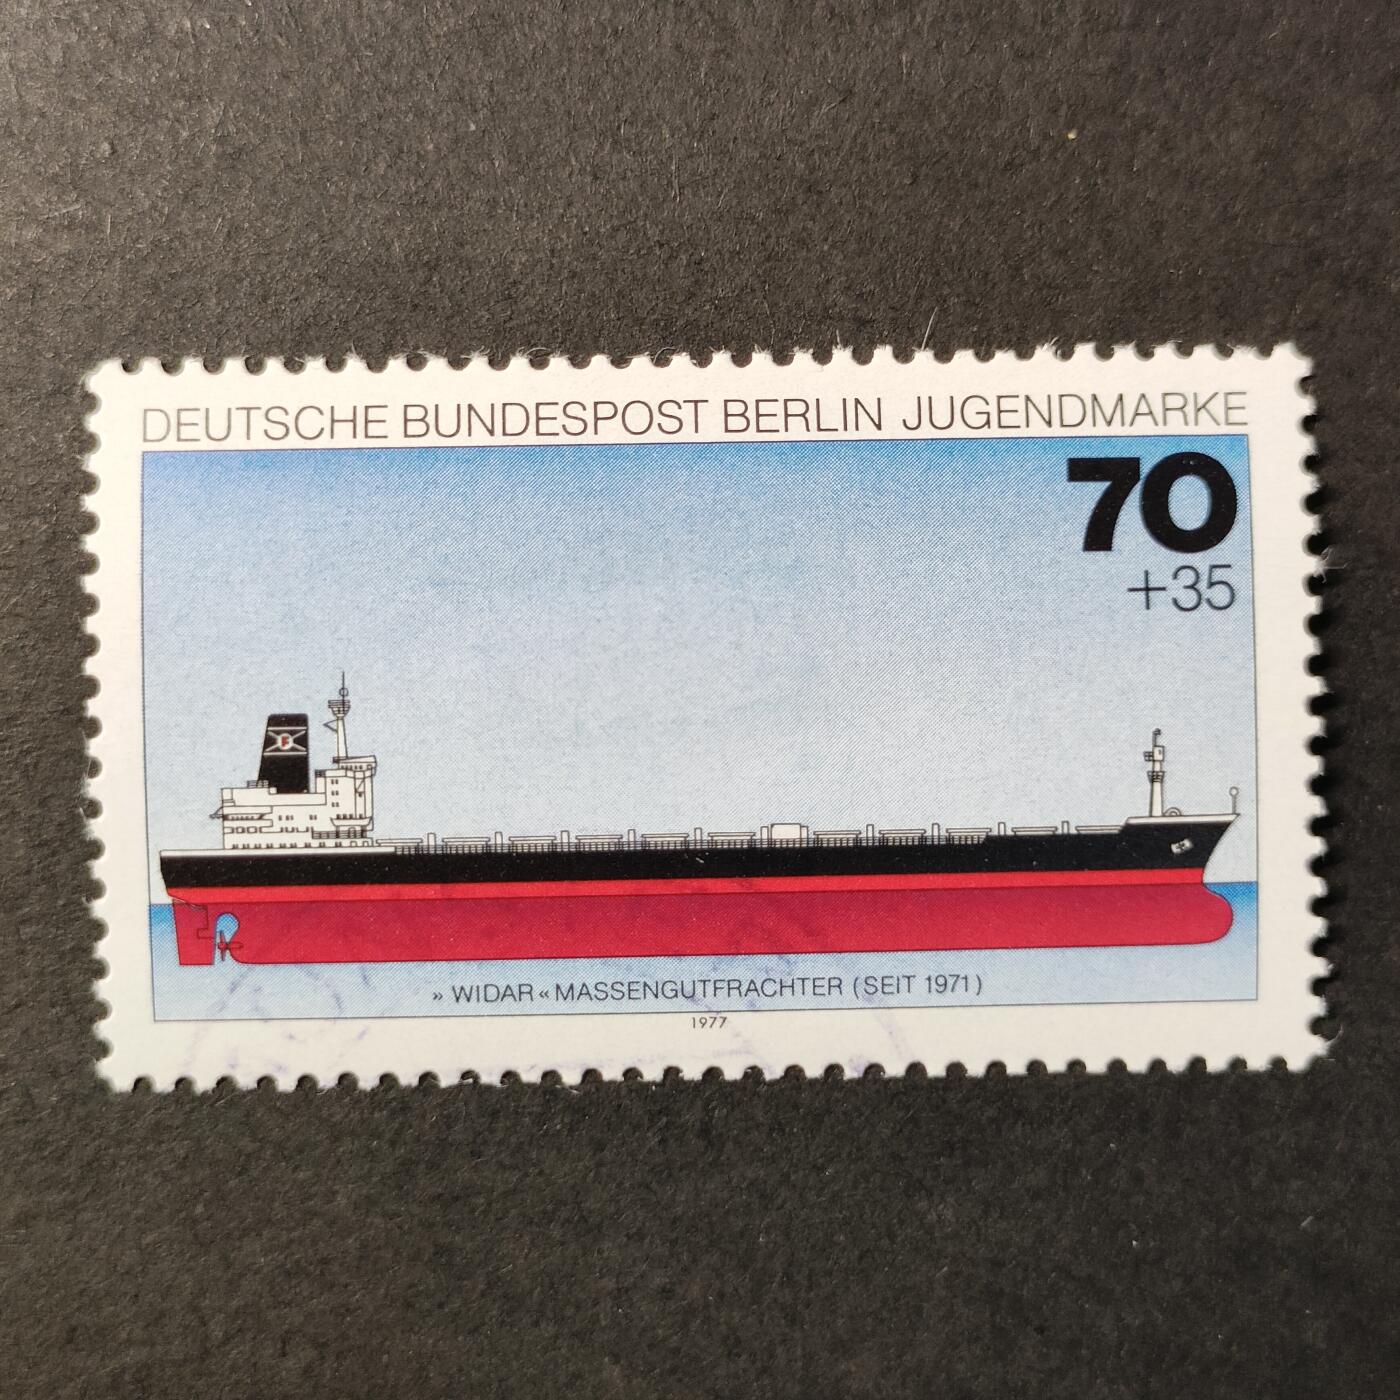 DEUTSCHE BUNDESPOST BERLIN JUGENDMARKE
70
+35
F
» WIDAR « MASSENGUTFRACHTER (SEIT 1971)
1977